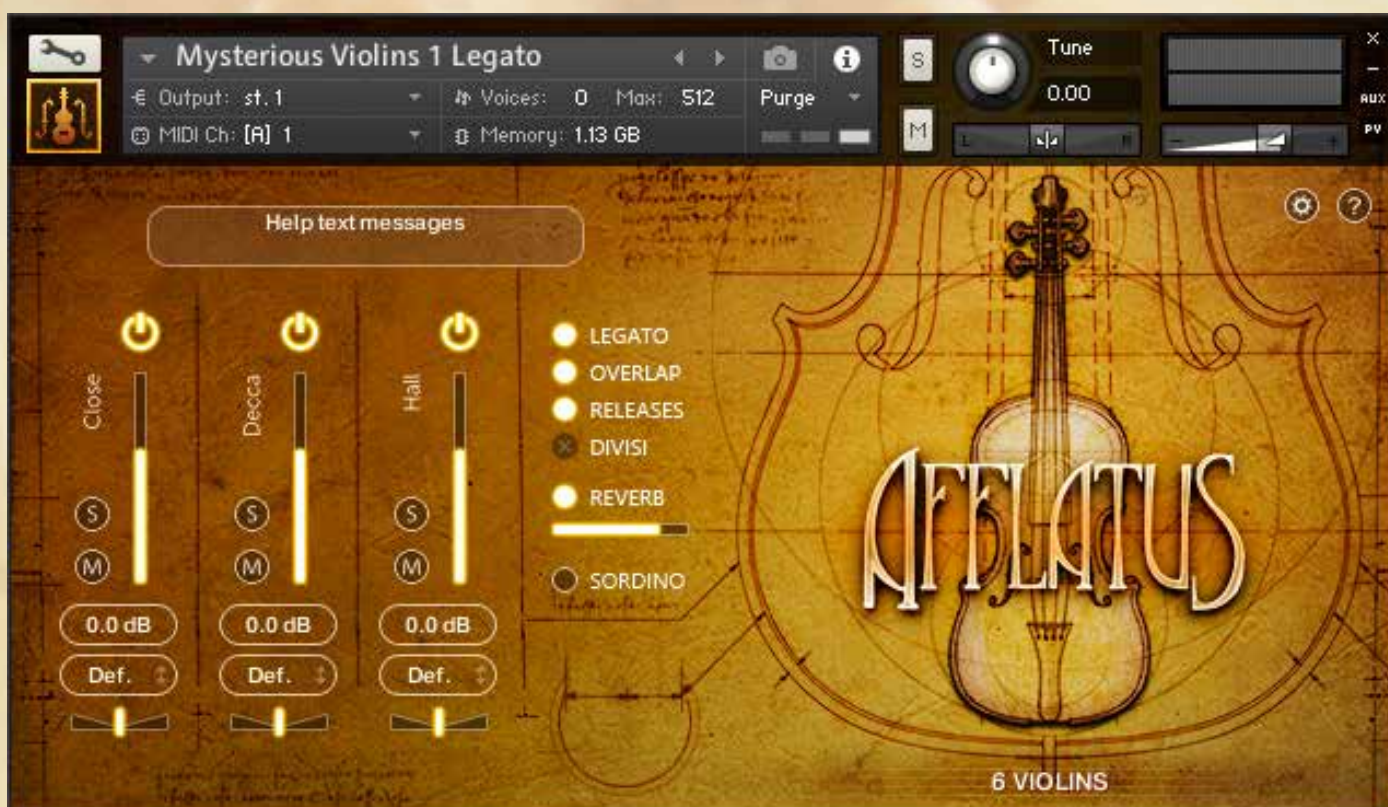 Mysterious Violins 1 Legato
S
Tune
Output: st. 1
Voices: 0 Max: 512
Purge
0.00
AUX
MIDI Ch: [A] 1
Memory: 1.13 GB
M
L
R
PV
Help text messages
?
Close
Decca
Hall
LEGATO
OVERLAP
RELEASES
DIVISI
REVERB
SORDINO
S
S
S
M
M
M
0.0 dB
0.0 dB
0.0 dB
Def.
Def.
Def.
AFFLATUS
6 VIOLINS